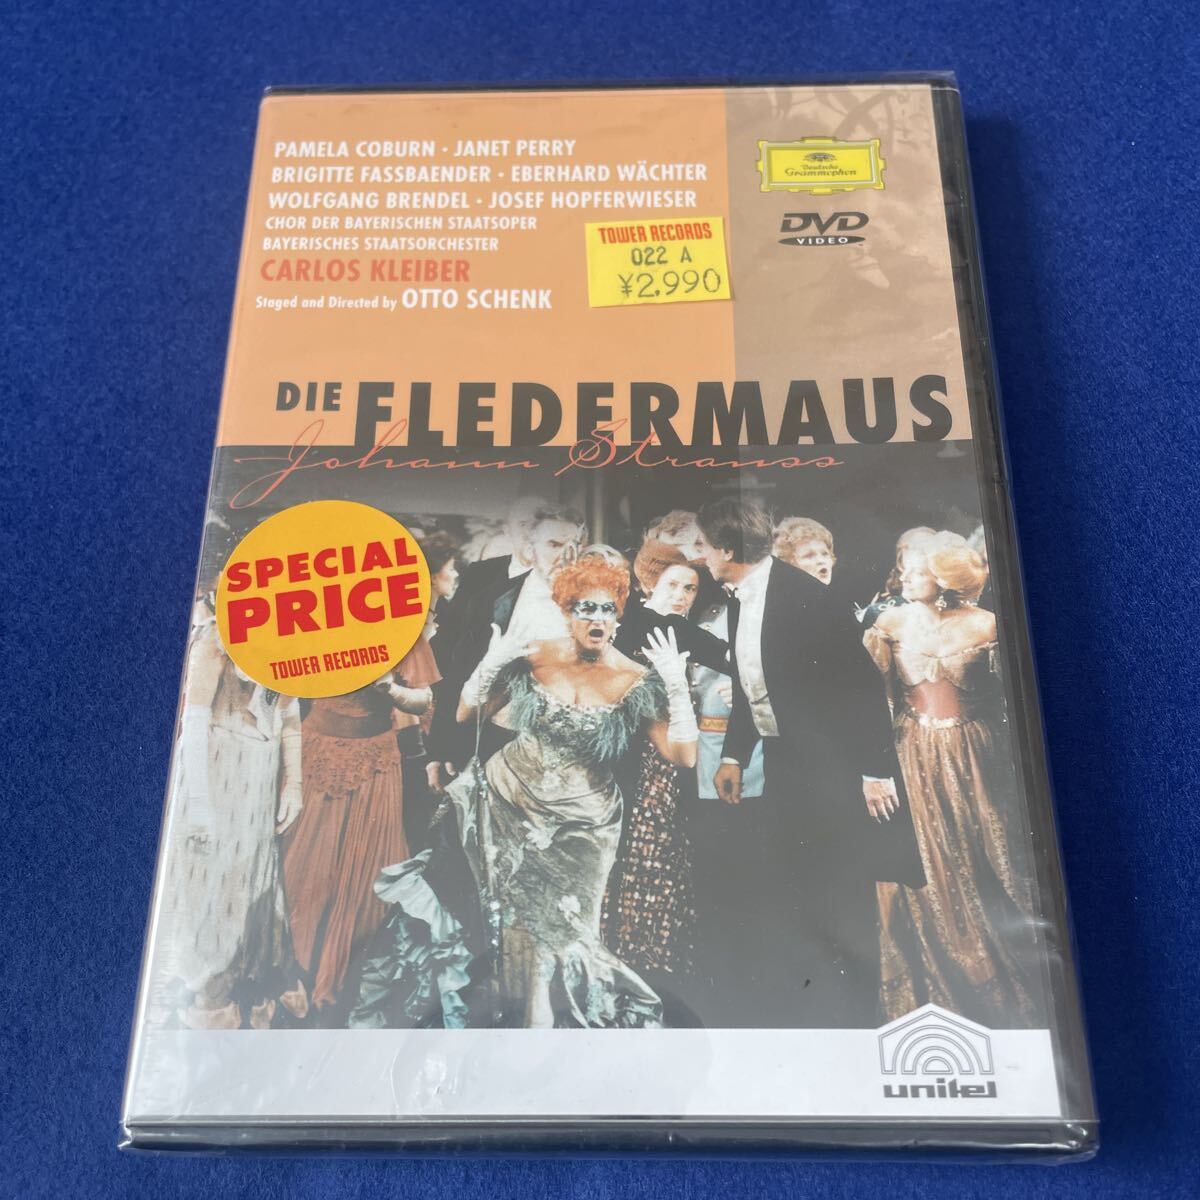 PAMELA COBURN · JANET PERRY
BRIGITTE FASSBAENDER · EBERHARD WÄCHTER
WOLFGANG BRENDEL · JOSEF HOPFERWIESER
CHOR DER BAYERISCHEN STAATSOPER
BAYERISCHES STAATSORCHESTER
CARLOS KLEIBER
Staged and Directed by OTTO SCHENK
Deutsche
Grammophon
DVD
VIDEO
TOWER RECORDS
022 A
¥2,990
DIE FLEDERMAUS
Johann Strauss
SPECIAL
PRICE
TOWER RECORDS
unitel